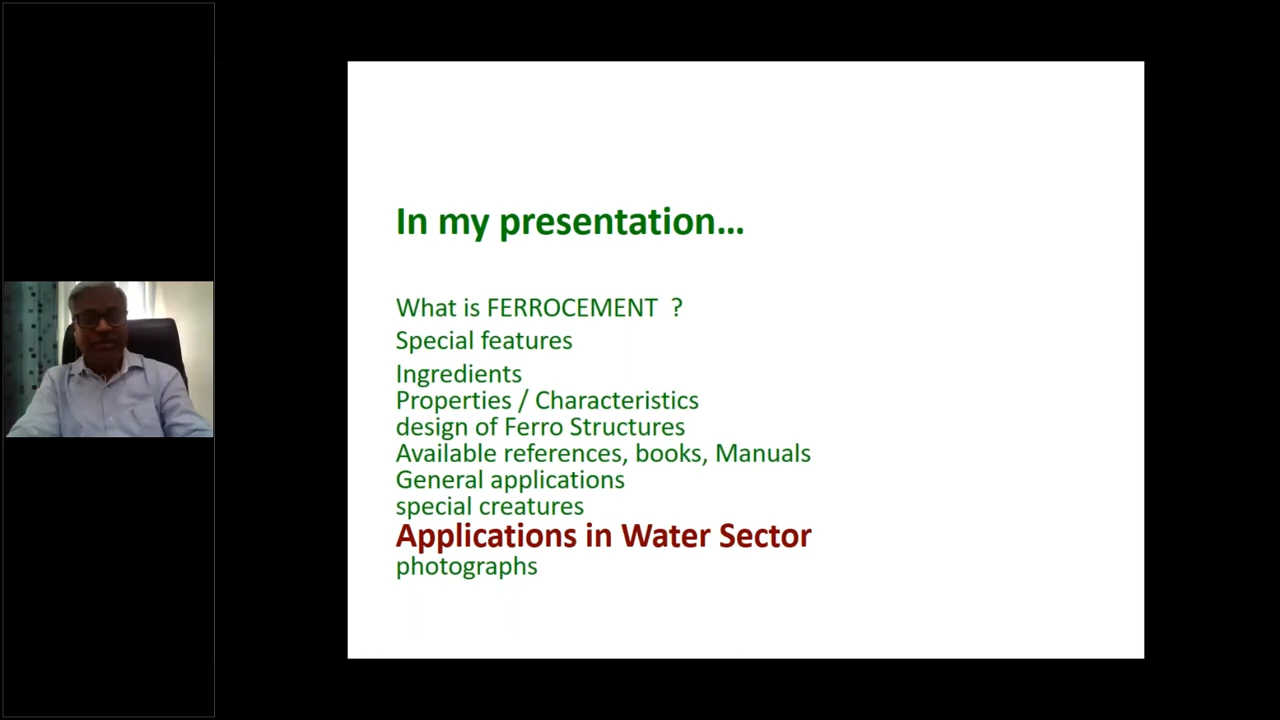 In my presentation...
What is FERROCEMENT ?
Special features
Ingredients
Properties / Characteristics
design of Ferro Structures
Available references, books, Manuals
General applications
special creatures
Applications in Water Sector
photographs